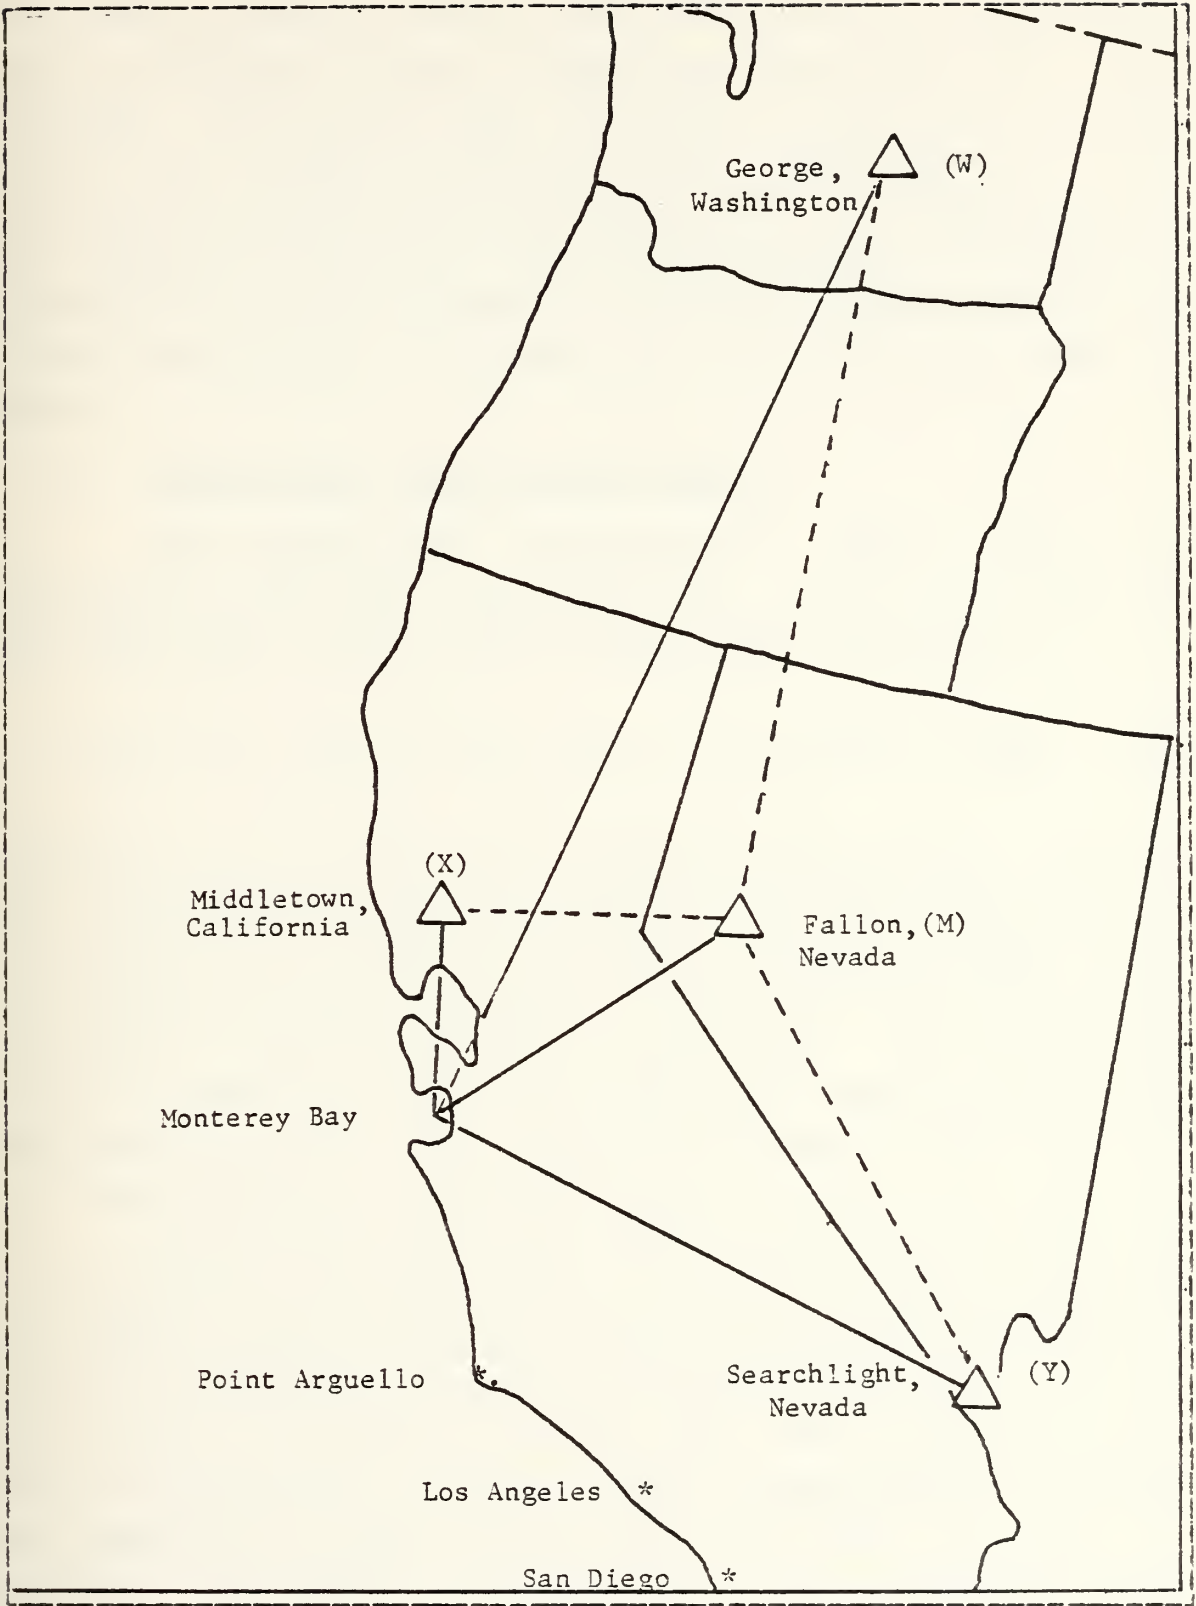 George,
(W)
Washington
(X)
Middletown,
California
Fallon, (M)
Nevada
Monterey Bay
Point Arguello
*.
Searchlight,
Nevada
(Y)
Los Angeles *
San Diego *